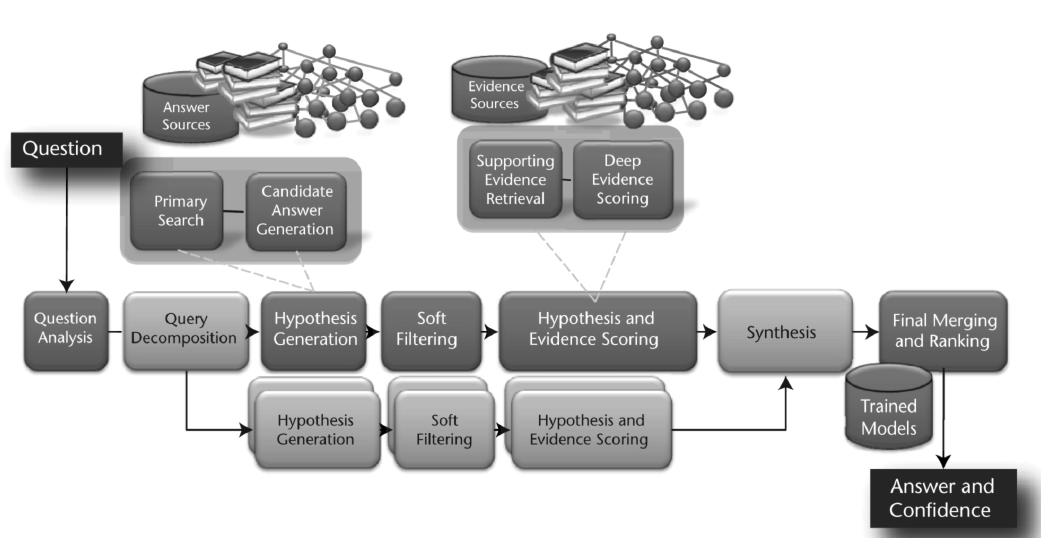 Answer
Sources
Evidence
Sources
Question
Primary
Search
Candidate
Answer
Generation
Supporting
Evidence
Retrieval
Deep
Evidence
Scoring
Question
Analysis
Query
Decomposition
Hypothesis
Generation
Soft
Filtering
Hypothesis and
Evidence Scoring
Synthesis
Final Merging
and Ranking
Hypothesis
Generation
Soft
Filtering
Hypothesis and
Evidence Scoring
Trained
Models
Answer and
Confidence